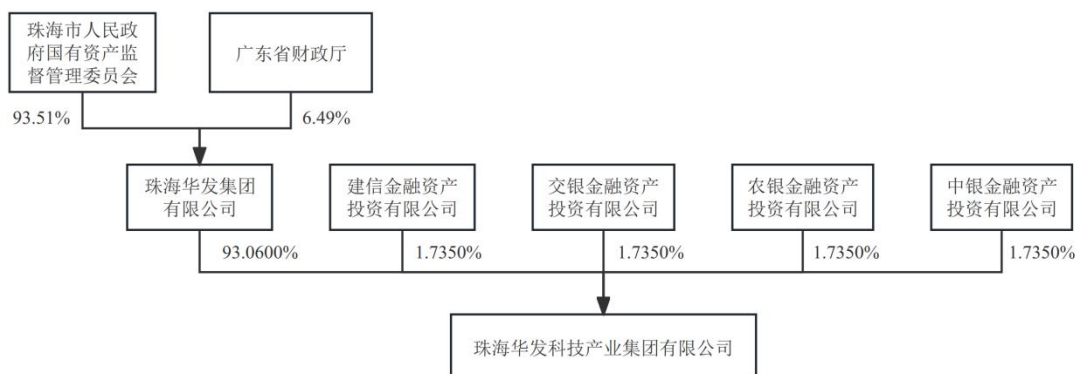 珠海市人民政
府国有资产监
督管理委员会
广东省财政厅
93.51%
6.49%
珠海华发集团
有限公司
建信金融资产
投资有限公司
交银金融资产
投资有限公司
农银金融资产
投资有限公司
中银金融资产
投资有限公司
93.0600%
1.7350%
1.7350%
1.7350%
1.7350%
珠海华发科技产业集团有限公司